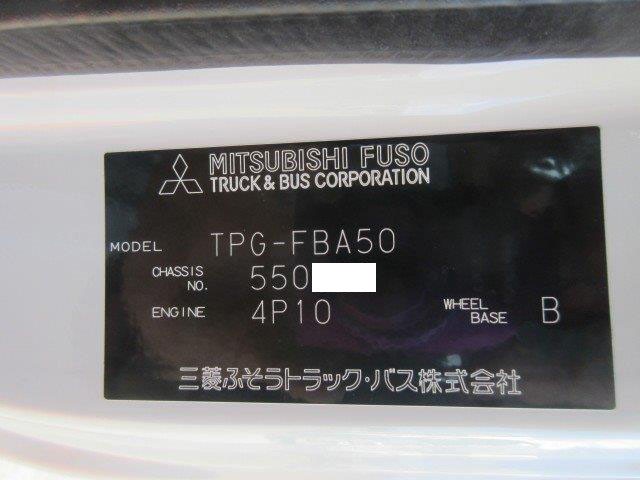 MITSUBISHI FUSO
TRUCK & BUS CORPORATION
MODEL TPG-FBA50
CHASSIS NO. 550
ENGINE 4P10 WHEEL BASE B
三菱ふそうトラック・バス株式会社